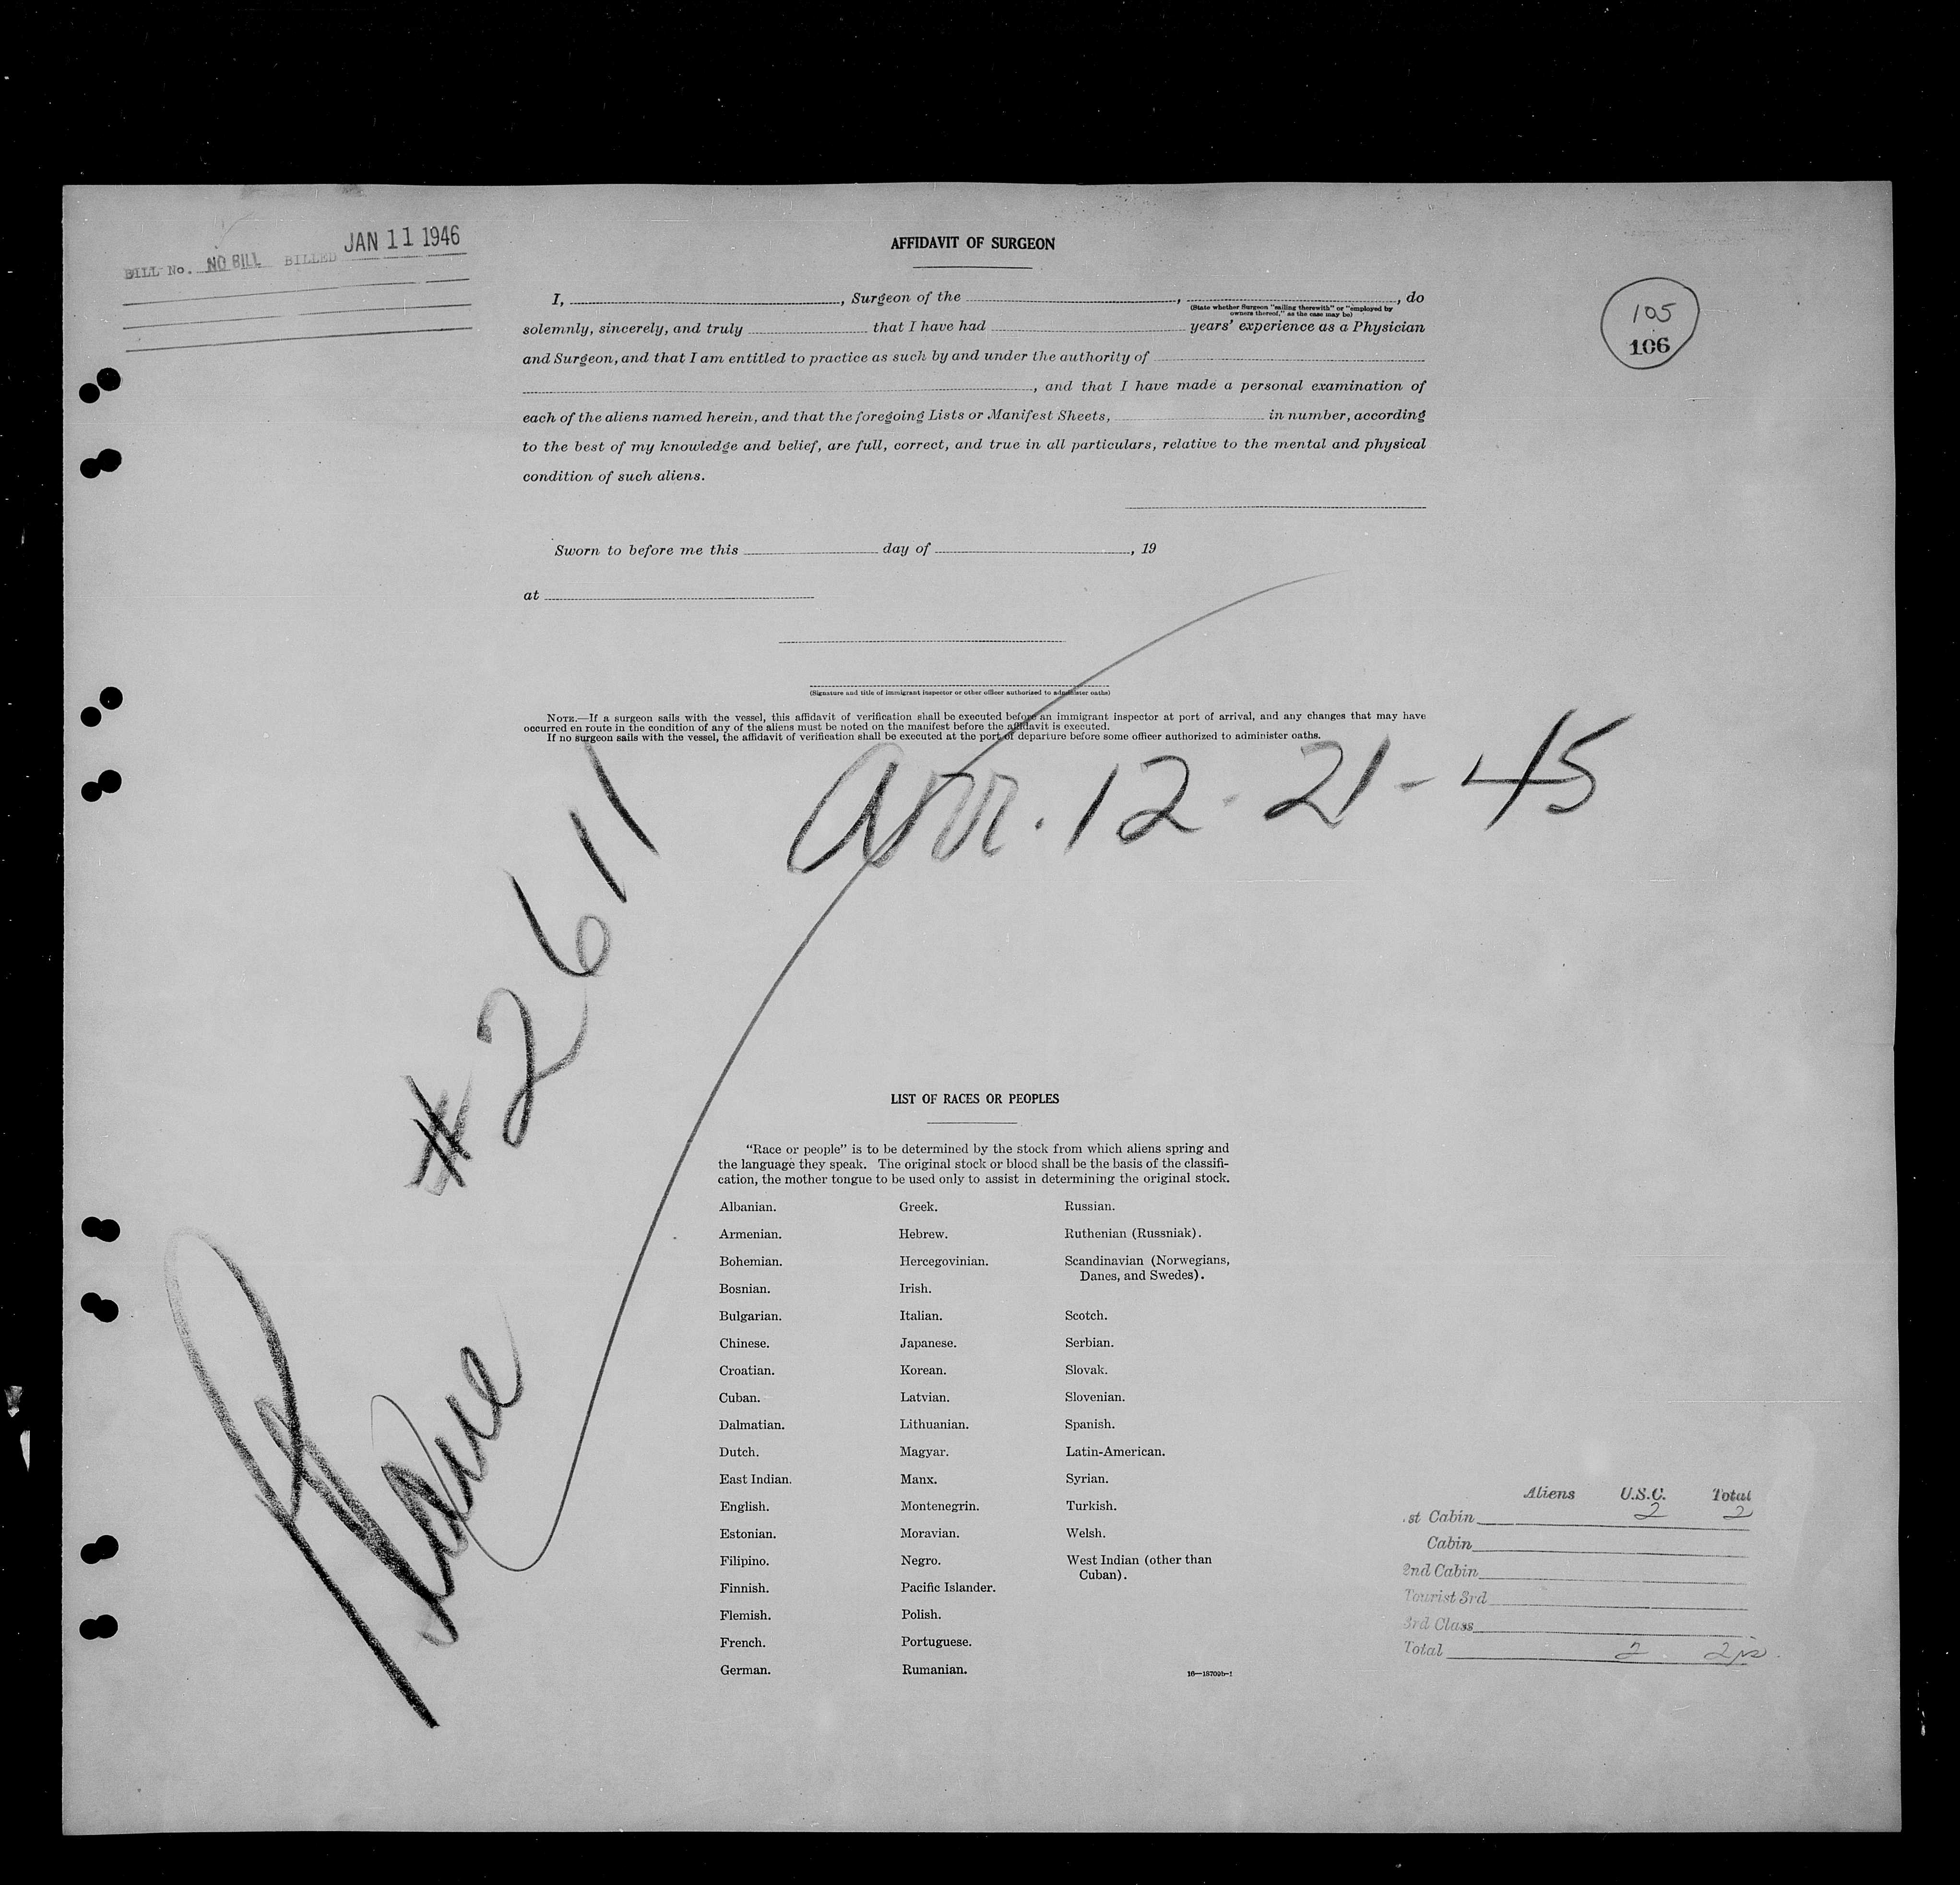 JAN 11 1946
BILL No. NO BILL BILLED
AFFIDAVIT OF SURGEON
I, , Surgeon of the , , do
(State whether Surgeon "sailing therewith" or "employed by
owners thereof," as the case may be)
solemnly, sincerely, and truly that I have had years' experience as a Physician
and Surgeon, and that I am entitled to practice as such by and under the authority of
, and that I have made a personal examination of
each of the aliens named herein, and that the foregoing Lists or Manifest Sheets, in number, according
to the best of my knowledge and belief, are full, correct, and true in all particulars, relative to the mental and physical
condition of such aliens.
105
106
Sworn to before me this day of , 19
at
(Signature and title of immigrant inspector or other officer authorized to administer oaths)
NOTE.—If a surgeon sails with the vessel, this affidavit of verification shall be executed before an immigrant inspector at port of arrival, and any changes that may have
occurred en route in the condition of any of the aliens must be noted on the manifest before the affidavit is executed.
If no surgeon sails with the vessel, the affidavit of verification shall be executed at the port of departure before some officer authorized to administer oaths.
Arr. 12-21-45
#2611
Plane
LIST OF RACES OR PEOPLES
"Race or people" is to be determined by the stock from which aliens spring and
the language they speak. The original stock or blood shall be the basis of the classifi-
cation, the mother tongue to be used only to assist in determining the original stock.
Albanian.
Armenian.
Bohemian.
Bosnian.
Bulgarian.
Chinese.
Croatian.
Cuban.
Dalmatian.
Dutch.
East Indian.
English.
Estonian.
Filipino.
Finnish.
Flemish.
French.
German.
Greek.
Hebrew.
Hercegovinian.
Irish.
Italian.
Japanese.
Korean.
Latvian.
Lithuanian.
Magyar.
Manx.
Montenegrin.
Moravian.
Negro.
Pacific Islander.
Polish.
Portuguese.
Rumanian.
Russian.
Ruthenian (Russniak).
Scandinavian (Norwegians,
Danes, and Swedes).
Scotch.
Serbian.
Slovak.
Slovenian.
Spanish.
Latin-American.
Syrian.
Turkish.
Welsh.
West Indian (other than
Cuban).
16—18700b-1
Aliens U.S.C. Total
st Cabin 2 2
Cabin
2nd Cabin
Tourist 3rd
3rd Class
Total 2 2